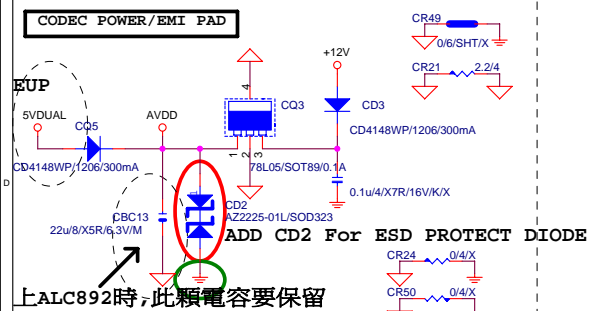 CODEC POWER/EMI PAD
CR49
0/6/SHT/X
+12V
CR21
2.2/4
EUP
4
5VDUAL
AVDD
CQ3
CD3
CQ5
CD4148WP/1206/300mA
1
2
3
CD4148WP/1206/300mA
78L05/SOT89/0.1A
D
0.1u/4/X7R/16V/K/X
CD2
CBC13
AZ2225-01L/SOD323
22u/8/X5R/6.3V/M
ADD CD2 For ESD PROTECT DIODE
CR24
0/4/X
上ALC892時,此顆電容要保留
CR50
0/4/X